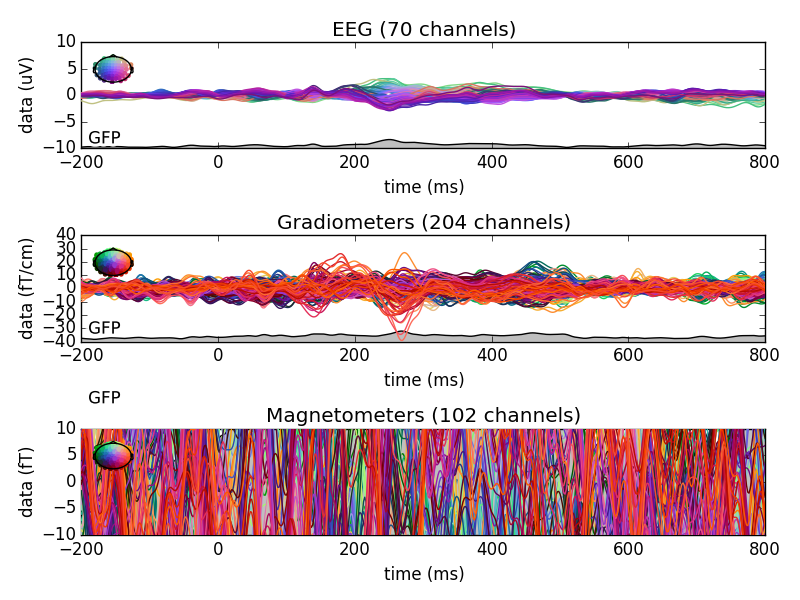 EEG (70 channels)
data (uV)
10
5
0
−5
−10
GFP
−200 0 200 400 600 800
time (ms)
Gradiometers (204 channels)
data (fT/cm)
40
30
20
10
0
−10
−20
−30
−40
GFP
−200 0 200 400 600 800
time (ms)
GFP
Magnetometers (102 channels)
data (fT)
10
5
0
−5
−10
−200 0 200 400 600 800
time (ms)